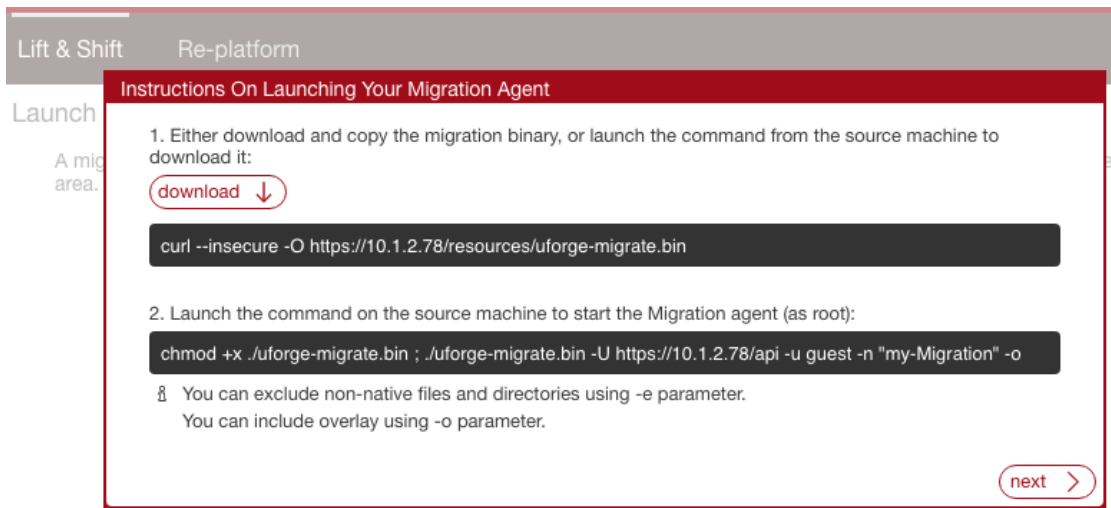 Lift & Shift Re-platform
Instructions On Launching Your Migration Agent
Launch
1. Either download and copy the migration binary, or launch the command from the source machine to
download it:
A mig
area.
download
curl --insecure -O https://10.1.2.78/resources/uforge-migrate.bin
2. Launch the command on the source machine to start the Migration agent (as root):
chmod +x ./uforge-migrate.bin ; ./uforge-migrate.bin -U https://10.1.2.78/api -u guest -n "my-Migration" -o
You can exclude non-native files and directories using -e parameter.
You can include overlay using -o parameter.
next